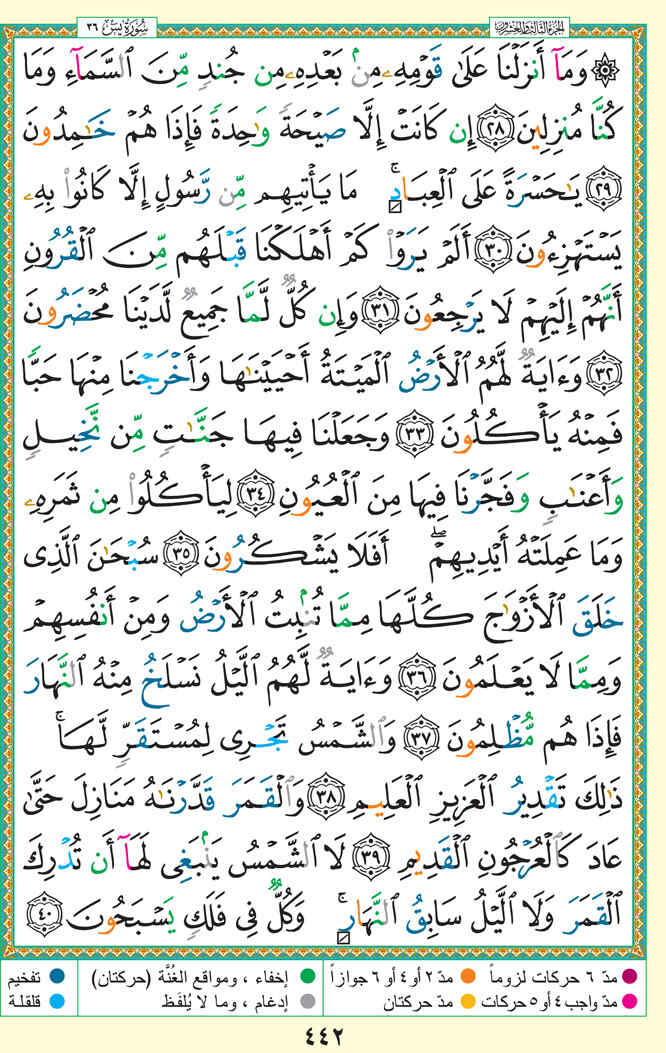 الجزء الثالث والعشرون
سُورَةُ يسٓ ٣٦
۞ وَمَآ أَنزَلْنَا عَلَىٰ قَوْمِهِۦ مِنۢ بَعْدِهِۦ مِن جُندٍ مِّنَ ٱلسَّمَآءِ وَمَا
كُنَّا مُنزِلِينَ ٢٨ إِن كَانَتْ إِلَّا صَيْحَةً وَٰحِدَةً فَإِذَا هُمْ خَٰمِدُونَ
٢٩ يَٰحَسْرَةً عَلَى ٱلْعِبَادِ ۚ مَا يَأْتِيهِم مِّن رَّسُولٍ إِلَّا كَانُوا۟ بِهِۦ
يَسْتَهْزِءُونَ ٣٠ أَلَمْ يَرَوْا۟ كَمْ أَهْلَكْنَا قَبْلَهُم مِّنَ ٱلْقُرُونِ
أَنَّهُمْ إِلَيْهِمْ لَا يَرْجِعُونَ ٣١ وَإِن كُلٌّ لَّمَّا جَمِيعٌ لَّدَيْنَا مُحْضَرُونَ
٣٢ وَءَايَةٌ لَّهُمُ ٱلْأَرْضُ ٱلْمَيْتَةُ أَحْيَيْنَٰهَا وَأَخْرَجْنَا مِنْهَا حَبًّا
فَمِنْهُ يَأْكُلُونَ ٣٣ وَجَعَلْنَا فِيهَا جَنَّٰتٍ مِّن نَّخِيلٍ
وَأَعْنَٰبٍ وَفَجَّرْنَا فِيهَا مِنَ ٱلْعُيُونِ ٣٤ لِيَأْكُلُوا۟ مِن ثَمَرِهِۦ
وَمَا عَمِلَتْهُ أَيْدِيهِمْ ۖ أَفَلَا يَشْكُرُونَ ٣٥ سُبْحَٰنَ ٱلَّذِى
خَلَقَ ٱلْأَزْوَٰجَ كُلَّهَا مِمَّا تُنۢبِتُ ٱلْأَرْضُ وَمِنْ أَنفُسِهِمْ
وَمِمَّا لَا يَعْلَمُونَ ٣٦ وَءَايَةٌ لَّهُمُ ٱلَّيْلُ نَسْلَخُ مِنْهُ ٱلنَّهَارَ
فَإِذَا هُم مُّظْلِمُونَ ٣٧ وَٱلشَّمْسُ تَجْرِى لِمُسْتَقَرٍّ لَّهَا ۚ
ذَٰلِكَ تَقْدِيرُ ٱلْعَزِيزِ ٱلْعَلِيمِ ٣٨ وَٱلْقَمَرَ قَدَّرْنَٰهُ مَنَازِلَ حَتَّىٰ
عَادَ كَٱلْعُرْجُونِ ٱلْقَدِيمِ ٣٩ لَا ٱلشَّمْسُ يَنۢبَغِى لَهَآ أَن تُدْرِكَ
ٱلْقَمَرَ وَلَا ٱلَّيْلُ سَابِقُ ٱلنَّهَارِ ۚ وَكُلٌّ فِى فَلَكٍ يَسْبَحُونَ ٤٠
مدّ ٦ حركات لزوماً مدّ ٢ أو ٤ أو ٦ جوازاً إخفاء ، ومواقع الغُنَّة (حركتان) تفخيم
مدّ واجب ٤ أو ٥ حركات مدّ حركتان إدغام ، وما لا يُلفَظ قلقلة
٤٤٢